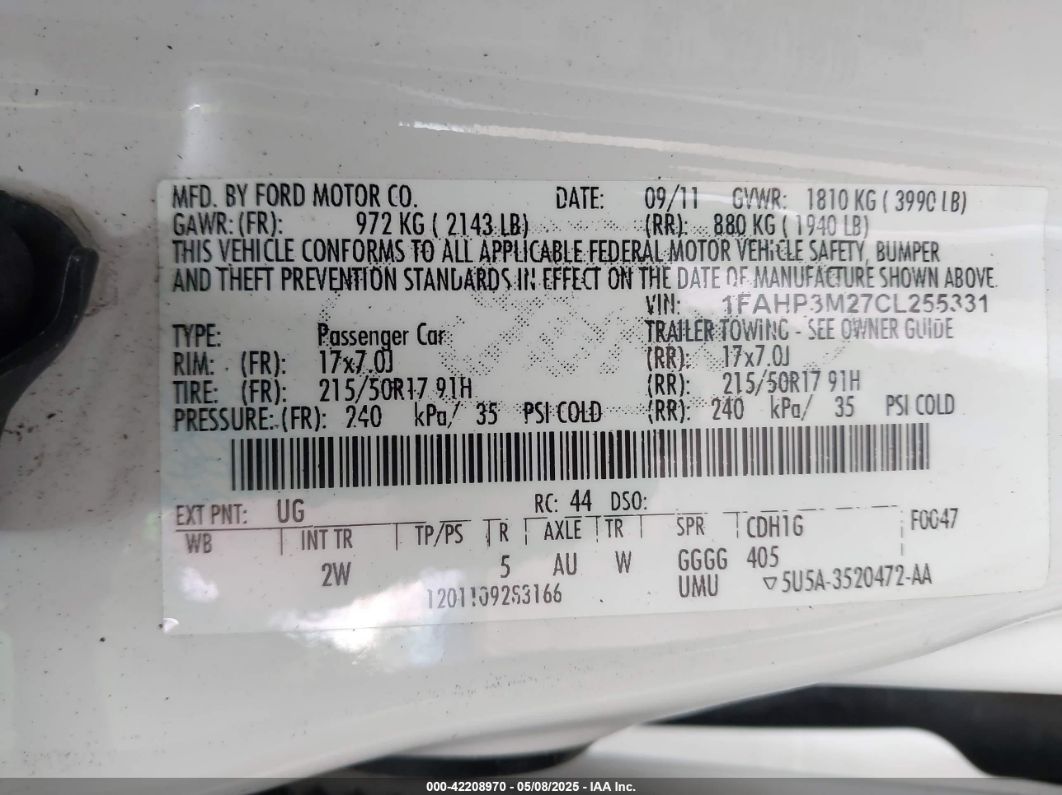 MFD. BY FORD MOTOR CO. DATE: 09/11 GVWR: 1810 KG ( 3990 LB)
GAWR: (FR): 972 KG ( 2143 LB) (RR): 880 KG ( 1940 LB)
THIS VEHICLE CONFORMS TO ALL APPLICABLE FEDERAL MOTOR VEHICLE SAFETY, BUMPER
AND THEFT PREVENTION STANDARDS IN EFFECT ON THE DATE OF MANUFACTURE SHOWN ABOVE.
VIN: 1FAHP3M27CL255331
TYPE: Passenger Car TRAILER TOWING - SEE OWNER GUIDE
RIM: (FR): 17x7.0J (RR): 17x7.0J
TIRE: (FR): 215/50R17 91H (RR): 215/50R17 91H
PRESSURE: (FR): 240 kPa/ 35 PSI COLD (RR): 240 kPa/ 35 PSI COLD
EXT PNT: UG RC: 44 DSO:
WB INT TR TP/PS R AXLE TR SPR CDH1G F0047
2W 5 AU W GGGG 405
UMU ▽5U5A-3520472-AA
000-42208970 - 05/08/2025 - IAA Inc.